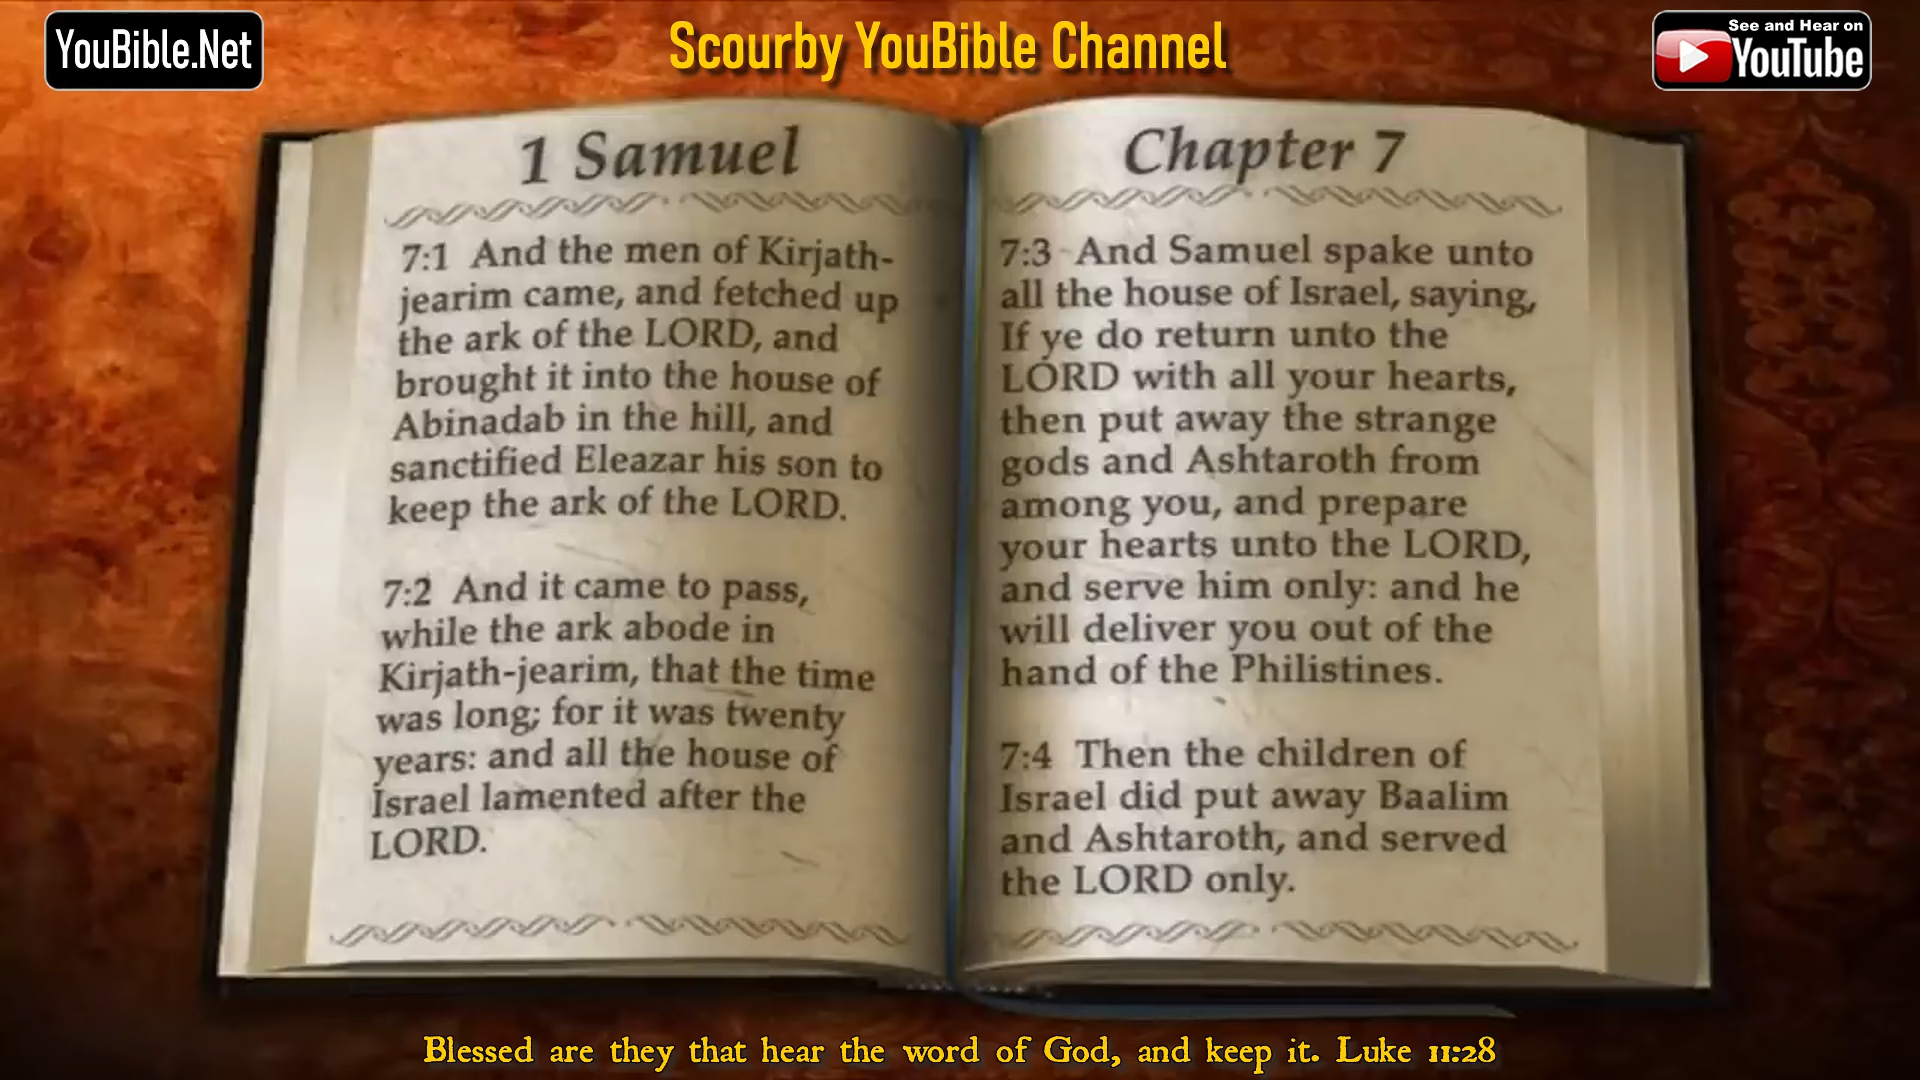 YouBible.Net
Scourby YouBible Channel
See and Hear on
YouTube
1 Samuel
7:1 And the men of Kirjath-
jearim came, and fetched up
the ark of the LORD, and
brought it into the house of
Abinadab in the hill, and
sanctified Eleazar his son to
keep the ark of the LORD.
7:2 And it came to pass,
while the ark abode in
Kirjath-jearim, that the time
was long; for it was twenty
years: and all the house of
Israel lamented after the
LORD.
Chapter 7
7:3 And Samuel spake unto
all the house of Israel, saying,
If ye do return unto the
LORD with all your hearts,
then put away the strange
gods and Ashtaroth from
among you, and prepare
your hearts unto the LORD,
and serve him only: and he
will deliver you out of the
hand of the Philistines.
7:4 Then the children of
Israel did put away Baalim
and Ashtaroth, and served
the LORD only.
Blessed are they that hear the word of God, and keep it. Luke 11:28